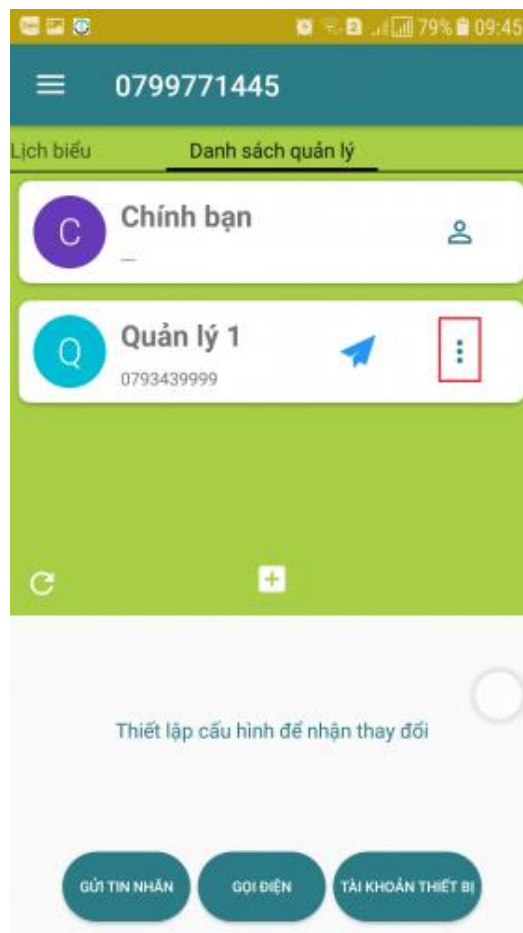 2 79% 09:45
0799771445
Lịch biểu Danh sách quản lý
C Chính bạn
---
Q Quản lý 1
0793439999
Thiết lập cấu hình để nhận thay đổi
GỬI TIN NHẮN GỌI ĐIỆN TÀI KHOẢN THIẾT BỊ